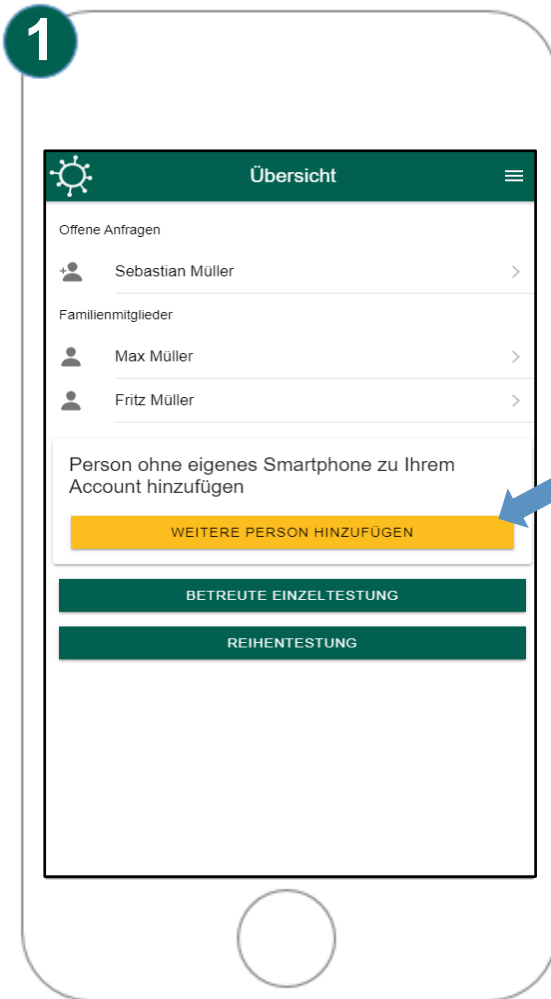 1
Übersicht
Offene Anfragen
Sebastian Müller
Familienmitglieder
Max Müller
Fritz Müller
Person ohne eigenes Smartphone zu Ihrem
Account hinzufügen
WEITERE PERSON HINZUFÜGEN
BETREUTE EINZELTESTUNG
REIHENTESTUNG